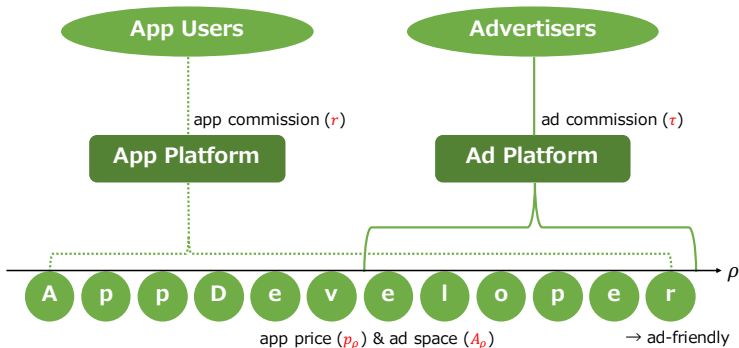 App Users Advertisers
app commission (r) ad commission (τ)
App Platform Ad Platform
ρ
A p p D e v e l o p e r
app price (pρ) & ad space (Aρ) → ad-friendly